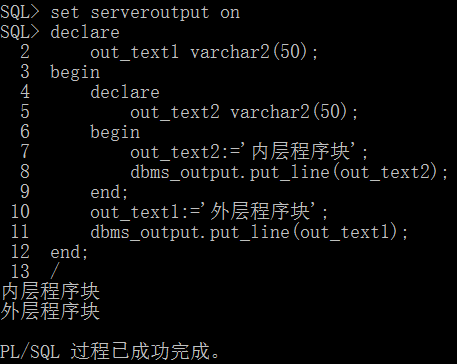 SQL> set serveroutput on
SQL> declare
  2      out_text1 varchar2(50);
  3  begin
  4      declare
  5          out_text2 varchar2(50);
  6      begin
  7          out_text2:='内层程序块';
  8          dbms_output.put_line(out_text2);
  9      end;
 10      out_text1:='外层程序块';
 11      dbms_output.put_line(out_text1);
 12  end;
 13  /
内层程序块
外层程序块
PL/SQL 过程已成功完成。